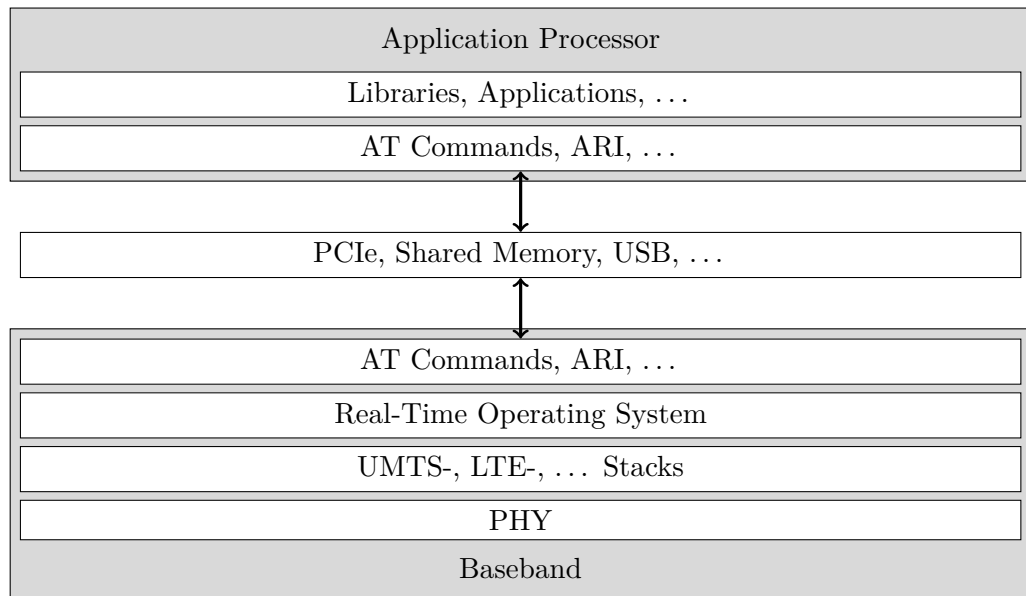 Application Processor
Libraries, Applications, …
AT Commands, ARI, …
PCIe, Shared Memory, USB, …
AT Commands, ARI, …
Real-Time Operating System
UMTS-, LTE-, … Stacks
PHY
Baseband